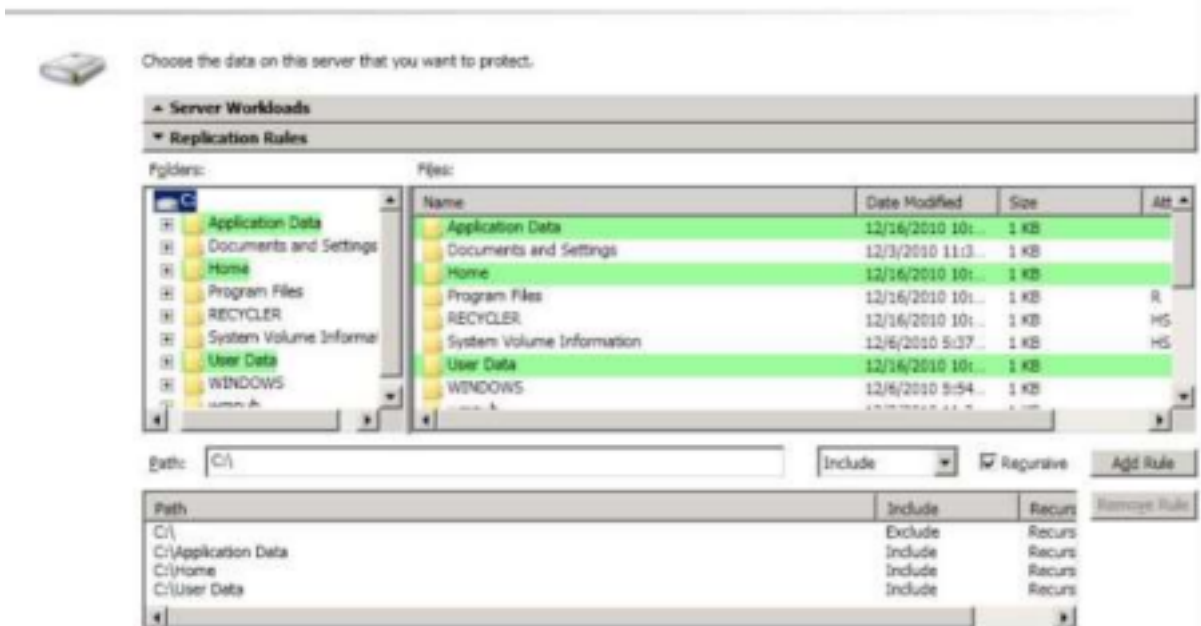 Choose the data on this server that you want to protect.
Server Workloads
Replication Rules
Folders: Files:
C: Name Date Modified Size Att
Application Data Application Data 12/16/2010 10:... 1 KB
Documents and Settings Documents and Settings 12/3/2010 11:3... 1 KB
Home Home 12/16/2010 10:... 1 KB
Program Files Program Files 12/16/2010 10:... 1 KB R
RECYCLER RECYCLER 12/16/2010 10:... 1 KB HS
System Volume Informa System Volume Information 12/6/2010 5:37... 1 KB HS
User Data User Data 12/16/2010 10:... 1 KB
WINDOWS WINDOWS 12/6/2010 5:54... 1 KB
Path: C:\ Include Recursive Add Rule
Path Include Recurs Remove Rule
C:\ Exclude Recurs
C:\Application Data Include Recurs
C:\Home Include Recurs
C:\User Data Include Recurs